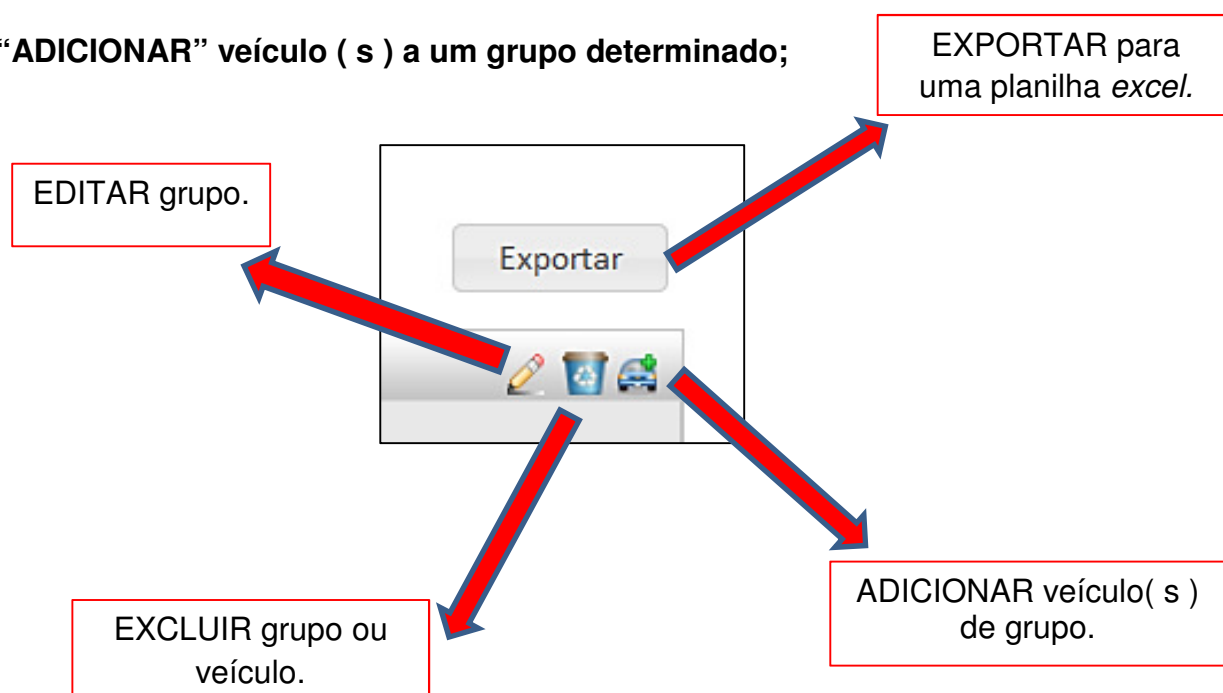 “ADICIONAR” veículo ( s ) a um grupo determinado;
EXPORTAR para
uma planilha excel.
EDITAR grupo.
Exportar
ADICIONAR veículo( s )
de grupo.
EXCLUIR grupo ou
veículo.